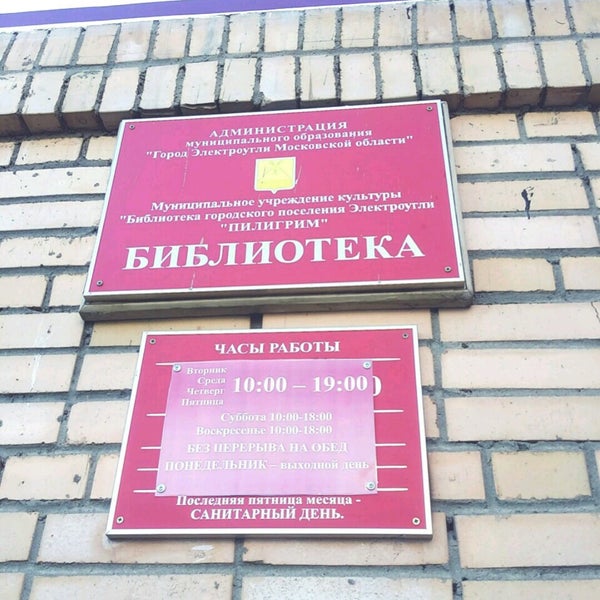 АДМИНИСТРАЦИЯ
муниципального образования
"Город Электроугли Московской области"
Муниципальное учреждение культуры
"Библиотека городского поселения Электроугли
"ПИЛИГРИМ"
БИБЛИОТЕКА
ЧАСЫ РАБОТЫ
Вторник
Среда
Четверг
Пятница
10:00 – 19:00
Суббота 10:00-18:00
Воскресенье 10:00-18:00
БЕЗ ПЕРЕРЫВА НА ОБЕД
ПОНЕДЕЛЬНИК – выходной день
Последняя пятница месяца -
САНИТАРНЫЙ ДЕНЬ.